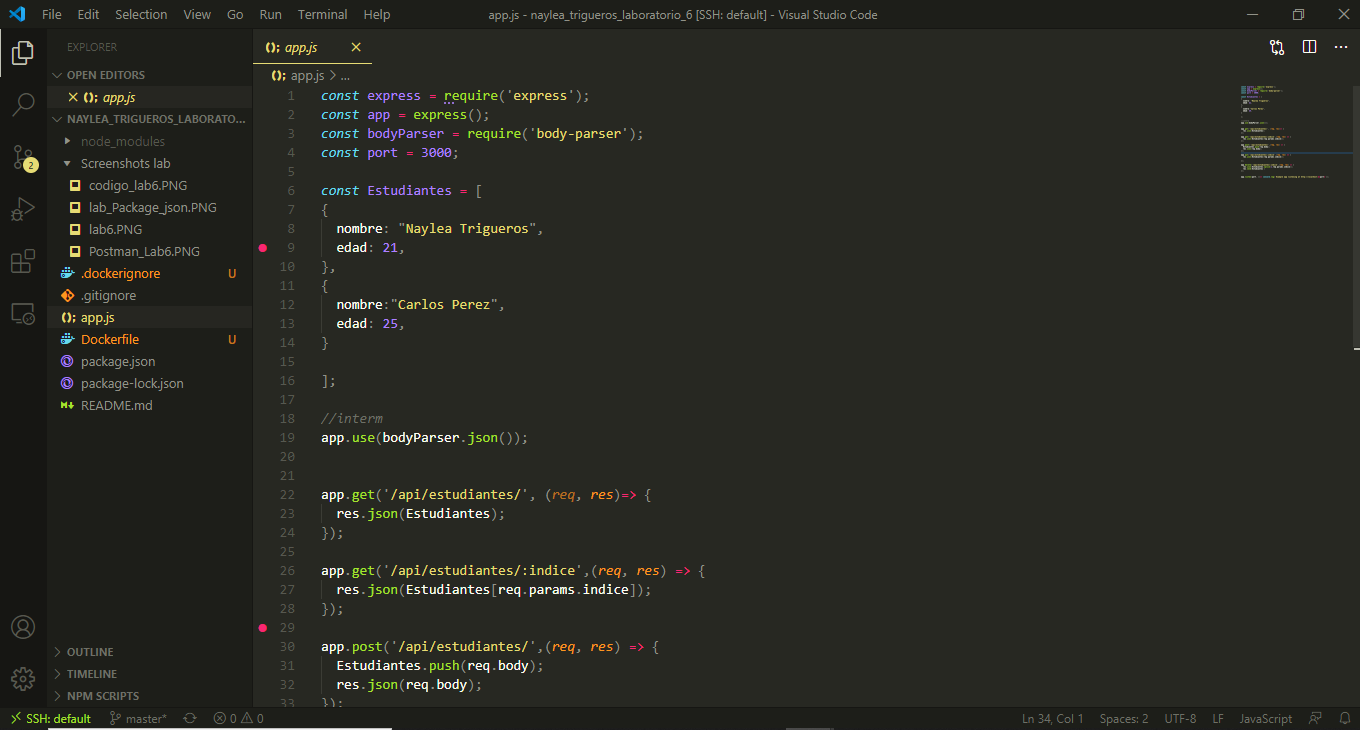 File Edit Selection View Go Run Terminal Help app.js - naylea_trigueros_laboratorio_6 [SSH: default] - Visual Studio Code
EXPLORER
OPEN EDITORS
app.js
NAYLEA_TRIGUEROS_LABORATO...
node_modules
Screenshots lab
codigo_lab6.PNG
lab_Package_json.PNG
lab6.PNG
Postman_Lab6.PNG
.dockerignore U
.gitignore
app.js
Dockerfile U
package.json
package-lock.json
README.md
OUTLINE
TIMELINE
NPM SCRIPTS
2
(); app.js
(); app.js > ...
1 const express = require('express');
2 const app = express();
3 const bodyParser = require('body-parser');
4 const port = 3000;
5
6 const Estudiantes = [
7 {
8 nombre: "Naylea Trigueros",
9 edad: 21,
10 },
11 {
12 nombre:"Carlos Perez",
13 edad: 25,
14 }
15
16 ];
17
18 //interm
19 app.use(bodyParser.json());
20
21
22 app.get('/api/estudiantes/', (req, res)=> {
23 res.json(Estudiantes);
24 });
25
26 app.get('/api/estudiantes/:indice',(req, res) => {
27 res.json(Estudiantes[req.params.indice]);
28 });
29
30 app.post('/api/estudiantes/',(req, res) => {
31 Estudiantes.push(req.body);
32 res.json(req.body);
33 });
SSH: default master* 0 0 Ln 34, Col 1 Spaces: 2 UTF-8 LF JavaScript